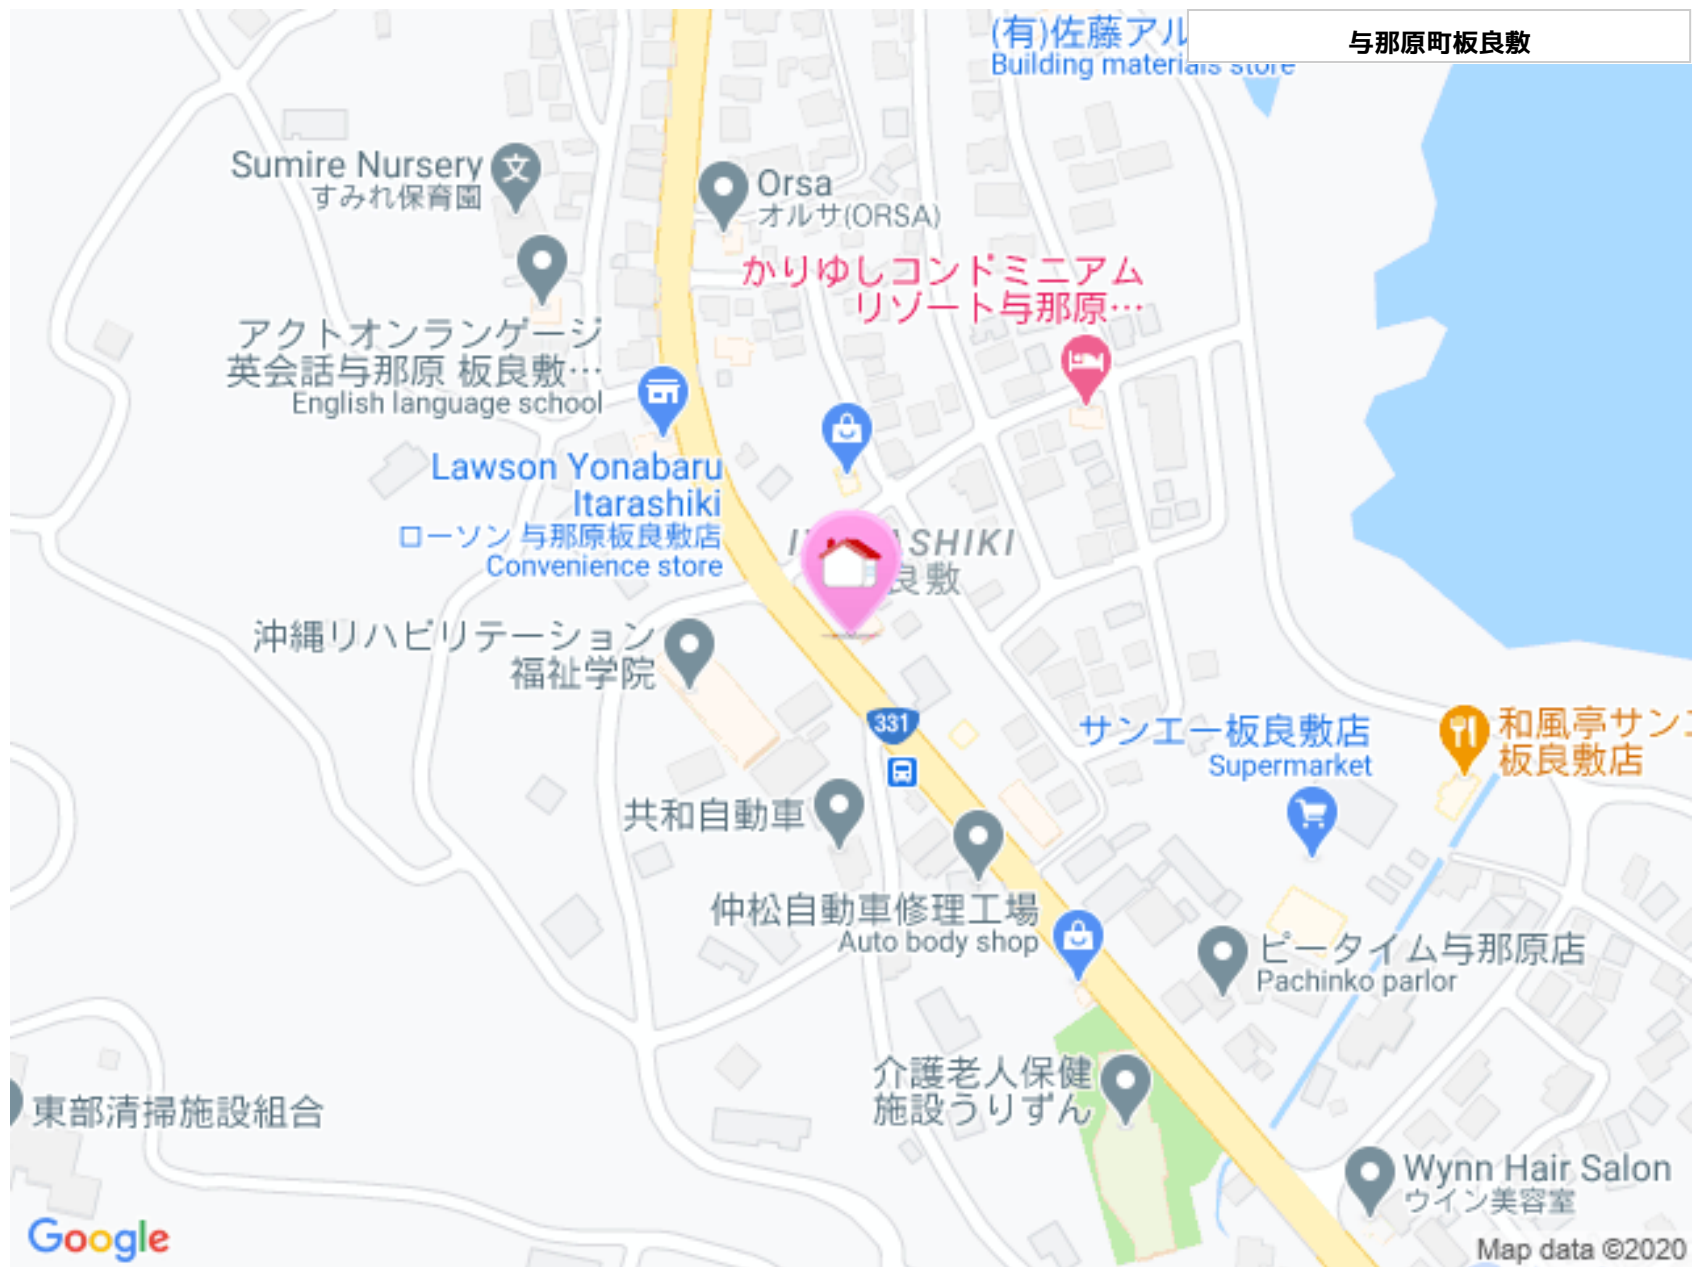 (有)佐藤アル
Building materials store
与那原町板良敷
Sumire Nursery
すみれ保育園
Orsa
オルサ(ORSA)
かりゆしコンドミニアム
リゾート与那原…
アクトオンランゲージ
英会話与那原 板良敷…
English language school
Lawson Yonabaru
Itarashiki
ローソン 与那原板良敷店
Convenience store
SHIKI
良敷
沖縄リハビリテーション
福祉学院
331
サンエー板良敷店
Supermarket
和風亭サンエ
板良敷店
共和自動車
仲松自動車修理工場
Auto body shop
ピータイム与那原店
Pachinko parlor
介護老人保健
施設うりずん
東部清掃施設組合
Wynn Hair Salon
ウイン美容室
Google
Map data ©2020